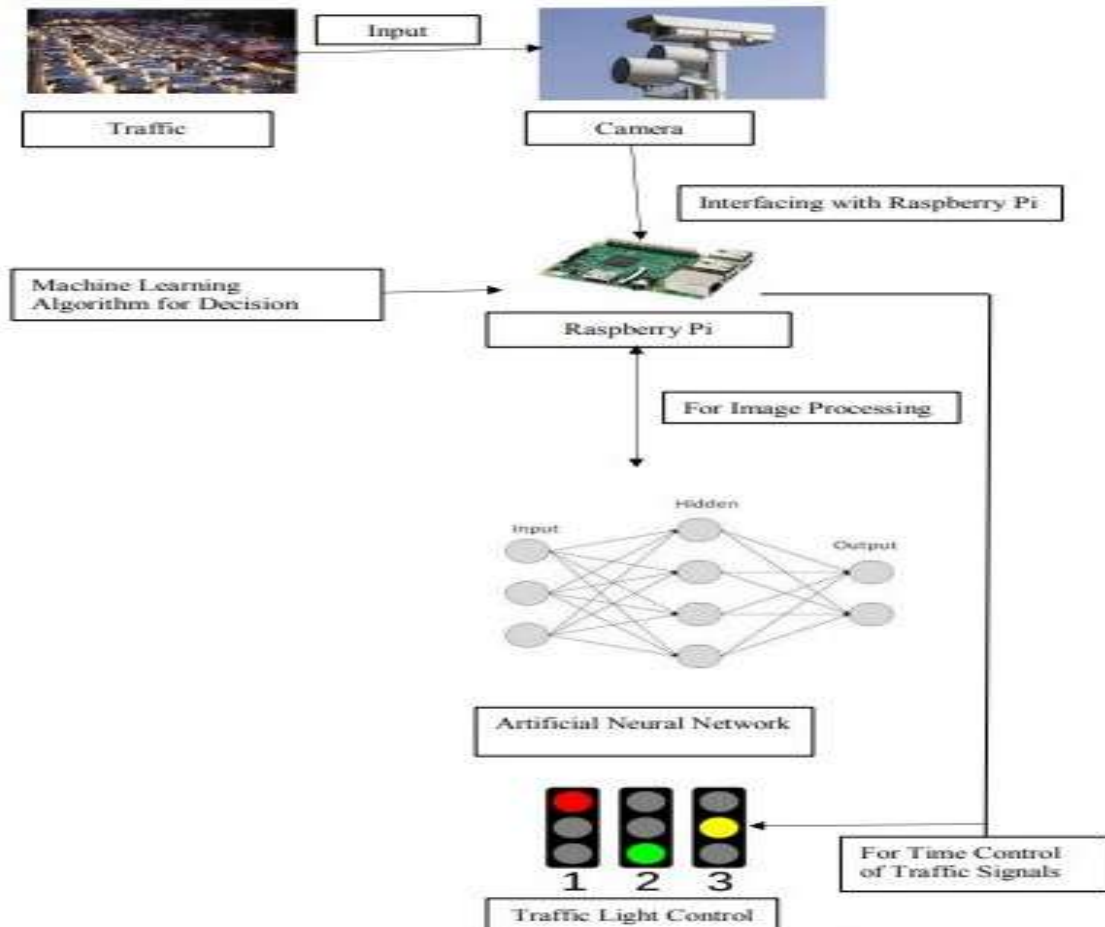 Input
Traffic
Camera
Interfacing with Raspberry Pi
Machine Learning
Algorithm for Decision
Raspberry Pi
For Image Processing
Hidden
Input
Output
Artificial Neural Network
1 2 3
For Time Control
of Traffic Signals
Traffic Light Control